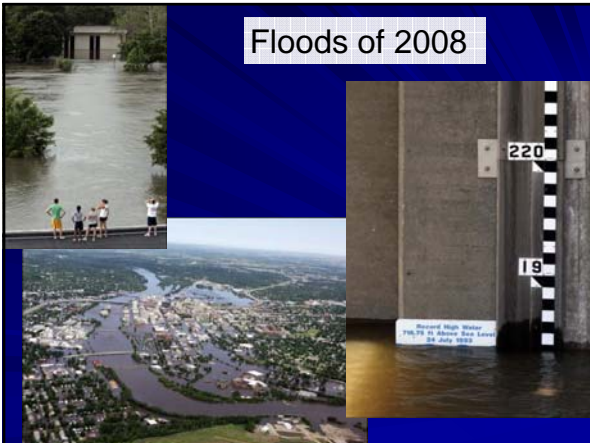 Floods of 2008
220
19
Record High Water
716.75 ft Above Sea Level
24 July 1993